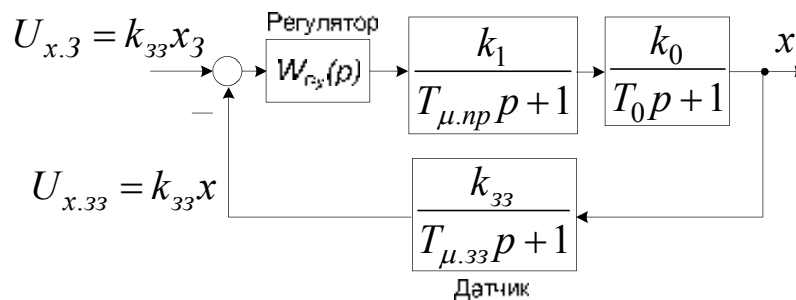 Регулятор
U_{x.З} = k_{зз}x_З
W_{Рx}(p)
k_1 / (T_{μ.пр}p + 1)
k_0 / (T_0p + 1)
x
−
U_{x.зз} = k_{зз}x
k_{зз} / (T_{μ.зз}p + 1)
Датчик